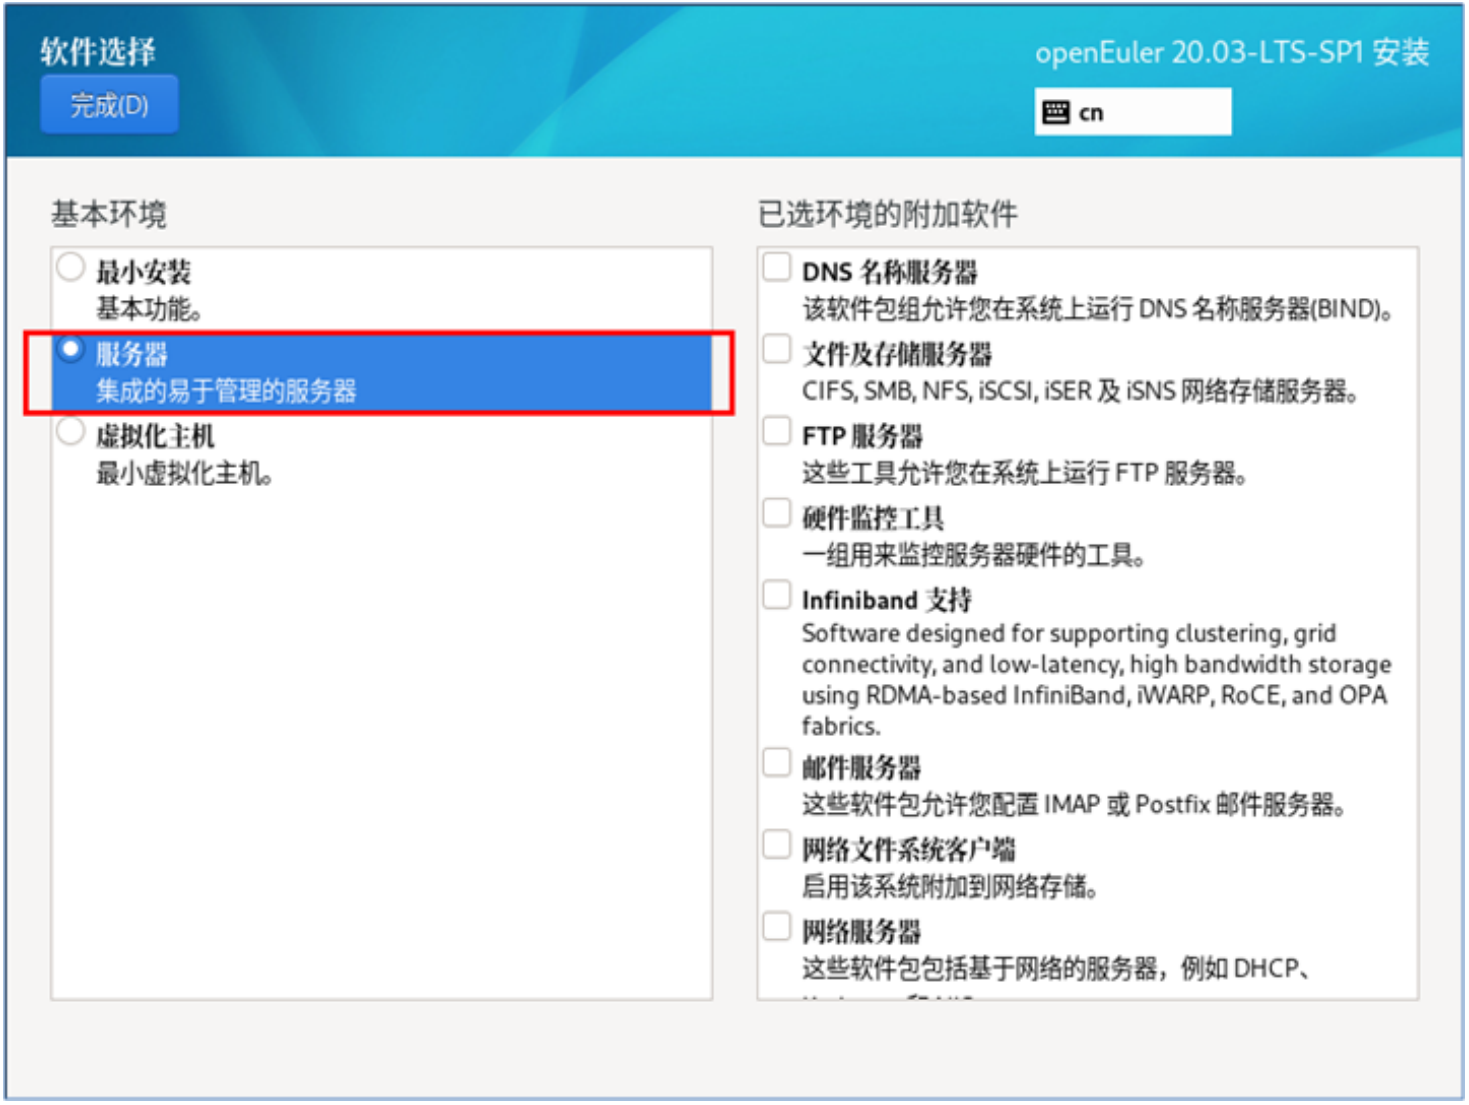 软件选择
完成(D)
openEuler 20.03-LTS-SP1 安装
cn
基本环境
最小安装
基本功能。
服务器
集成的易于管理的服务器
虚拟化主机
最小虚拟化主机。
已选环境的附加软件
DNS 名称服务器
该软件包组允许您在系统上运行 DNS 名称服务器(BIND)。
文件及存储服务器
CIFS, SMB, NFS, iSCSI, iSER 及 iSNS 网络存储服务器。
FTP 服务器
这些工具允许您在系统上运行 FTP 服务器。
硬件监控工具
一组用来监控服务器硬件的工具。
Infiniband 支持
Software designed for supporting clustering, grid
connectivity, and low-latency, high bandwidth storage
using RDMA-based InfiniBand, iWARP, RoCE, and OPA
fabrics.
邮件服务器
这些软件包允许您配置 IMAP 或 Postfix 邮件服务器。
网络文件系统客户端
启用该系统附加到网络存储。
网络服务器
这些软件包包括基于网络的服务器，例如 DHCP、